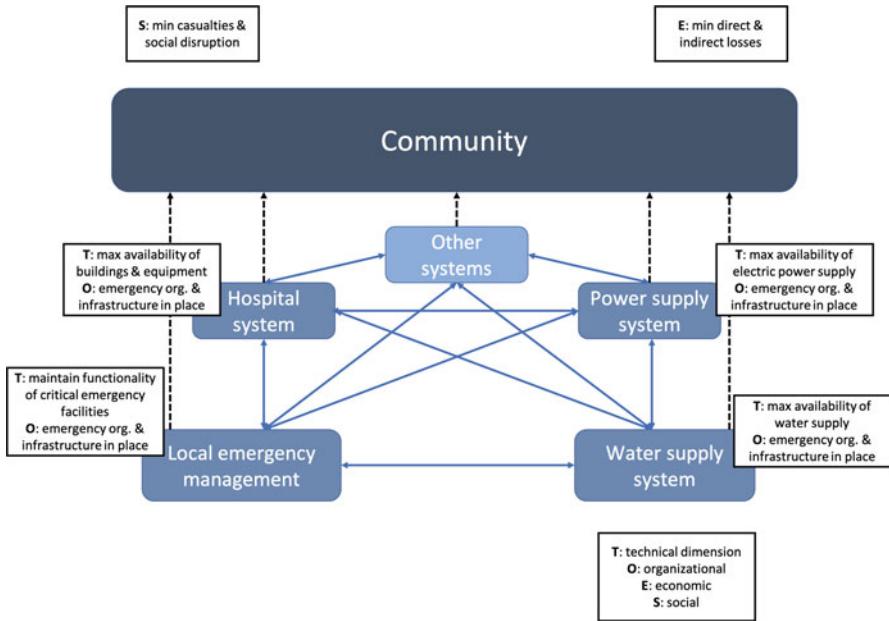 S: min casualties &
social disruption
E: min direct &
indirect losses
Community
Other
systems
T: max availability of
buildings & equipment
O: emergency org. &
infrastructure in place
T: max availability of
electric power supply
O: emergency org. &
infrastructure in place
Hospital
system
Power supply
system
T: maintain functionality
of critical emergency
facilities
O: emergency org. &
infrastructure in place
T: max availability of
water supply
O: emergency org. &
infrastructure in place
Local emergency
management
Water supply
system
T: technical dimension
O: organizational
E: economic
S: social